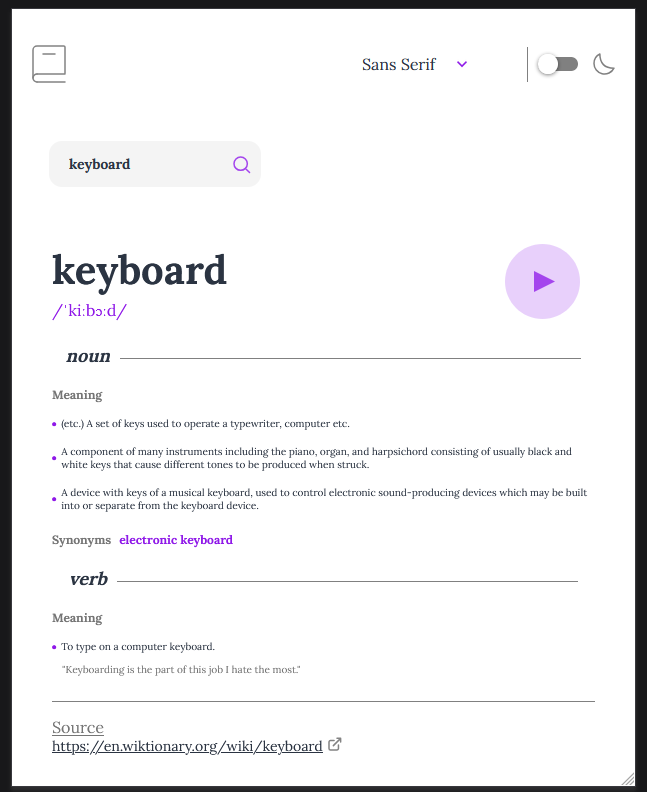 Sans Serif
keyboard
keyboard
/ˈkiːbɔːd/
noun
Meaning
(etc.) A set of keys used to operate a typewriter, computer etc.
A component of many instruments including the piano, organ, and harpsichord consisting of usually black and
white keys that cause different tones to be produced when struck.
A device with keys of a musical keyboard, used to control electronic sound-producing devices which may be built
into or separate from the keyboard device.
Synonyms electronic keyboard
verb
Meaning
To type on a computer keyboard.
"Keyboarding is the part of this job I hate the most."
Source
https://en.wiktionary.org/wiki/keyboard